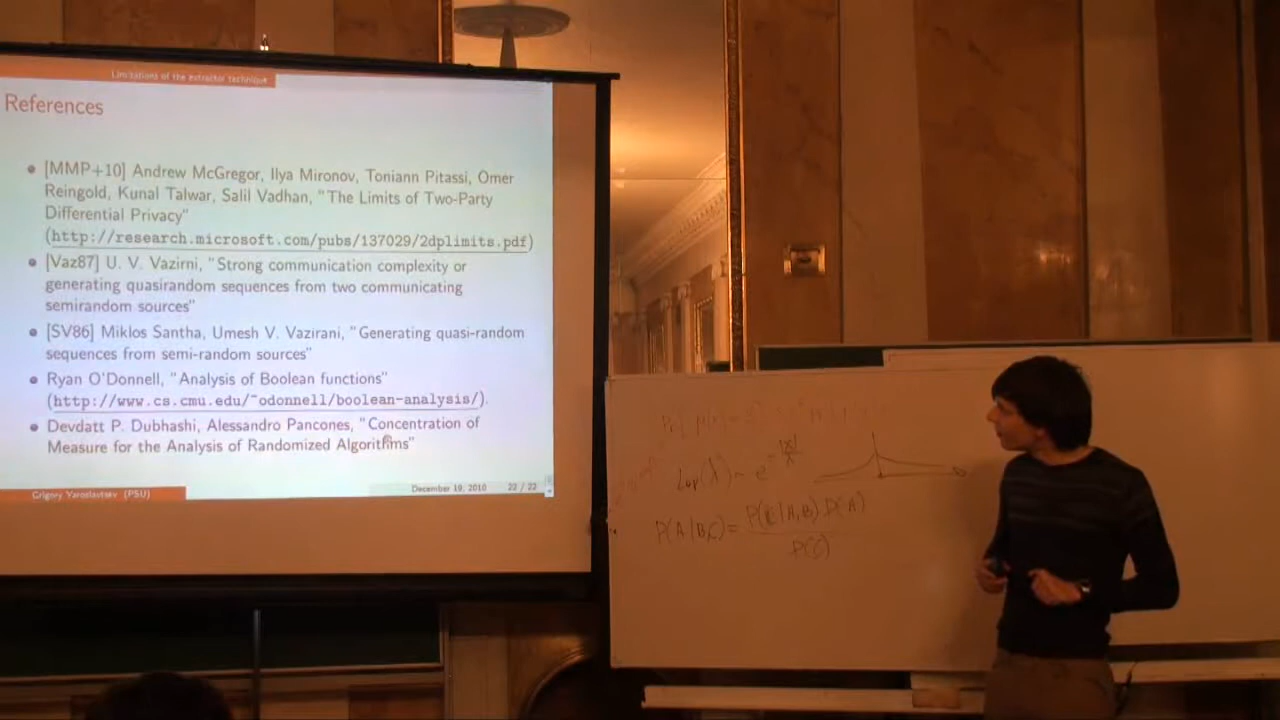 Limitations of the extractor technique
References
[MMP+10] Andrew McGregor, Ilya Mironov, Toniann Pitassi, Omer
Reingold, Kunal Talwar, Salil Vadhan, "The Limits of Two-Party
Differential Privacy"
(http://research.microsoft.com/pubs/137029/2dplimits.pdf)
[Vaz87] U. V. Vazirni, "Strong communication complexity or
generating quasirandom sequences from two communicating
semirandom sources"
[SV86] Miklos Santha, Umesh V. Vazirani, "Generating quasi-random
sequences from semi-random sources"
Ryan O'Donnell, "Analysis of Boolean functions"
(http://www.cs.cmu.edu/~odonnell/boolean-analysis/).
Devdatt P. Dubhashi, Alessandro Pancones, "Concentration of
Measure for the Analysis of Randomized Algorithms"
Grigory Yaroslavtsev (PSU)
December 19, 2010 22 / 22
Lap(λ) ~ e^{-|x|/λ}
P(A|B,C) = P(C|A,B) P(A) / P(C)